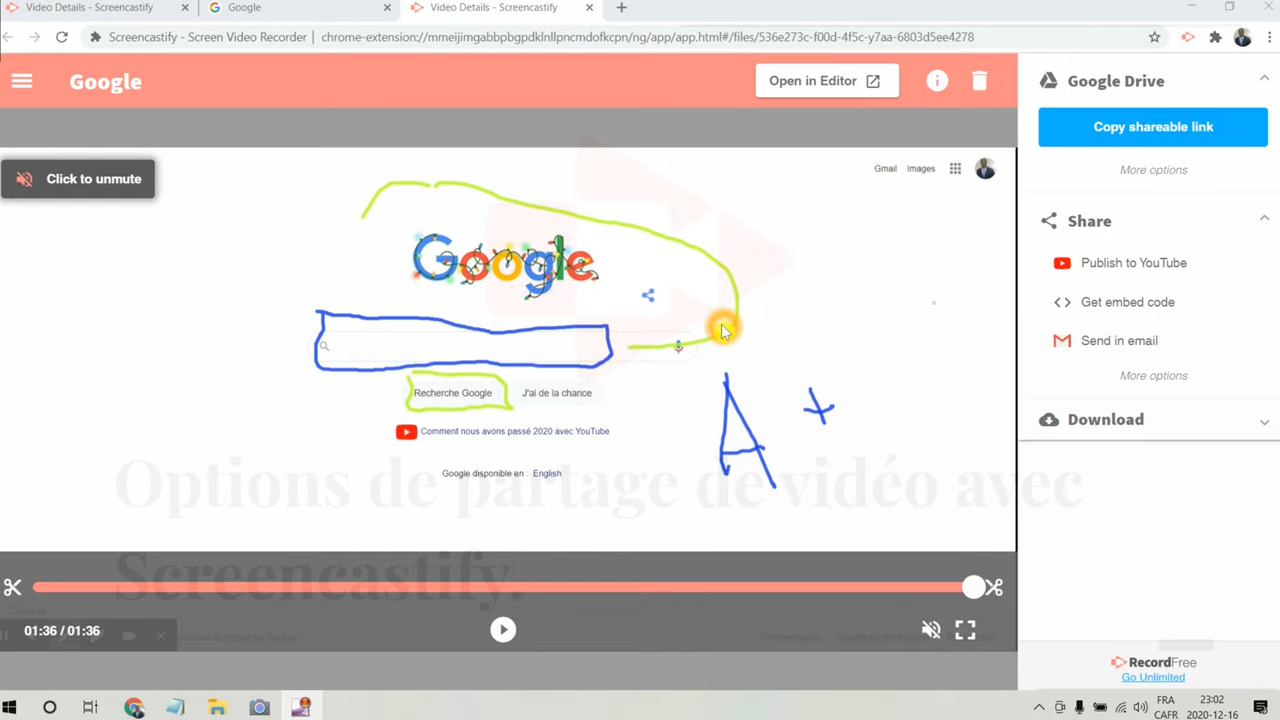 Video Details - Screencastify
Google
Video Details - Screencastify
Screencastify - Screen Video Recorder | chrome-extension://mmeijimgabbpbgpdklnllpncmdofkcpn/ng/app/app.html#/files/536e273c-f00d-4f5c-y7aa-6803d5ee4278
Google
Open in Editor
Google Drive
Copy shareable link
More options
Click to unmute
Gmail Images
Google
Share
Publish to YouTube
Get embed code
Send in email
More options
Download
Recherche Google
J'ai de la chance
Comment nous avons passé 2020 avec YouTube
Google disponible en : English
A +
Options de partage de vidéo avec
Screencastify.
Canada
01:36 / 01:36
RecordFree
Go Unlimited
FRA
CAFR
23:02
2020-12-16